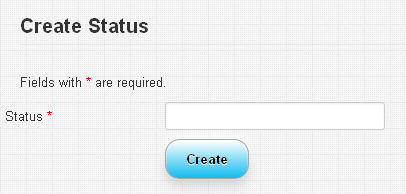 Create Status
Fields with * are required.
Status *
Create